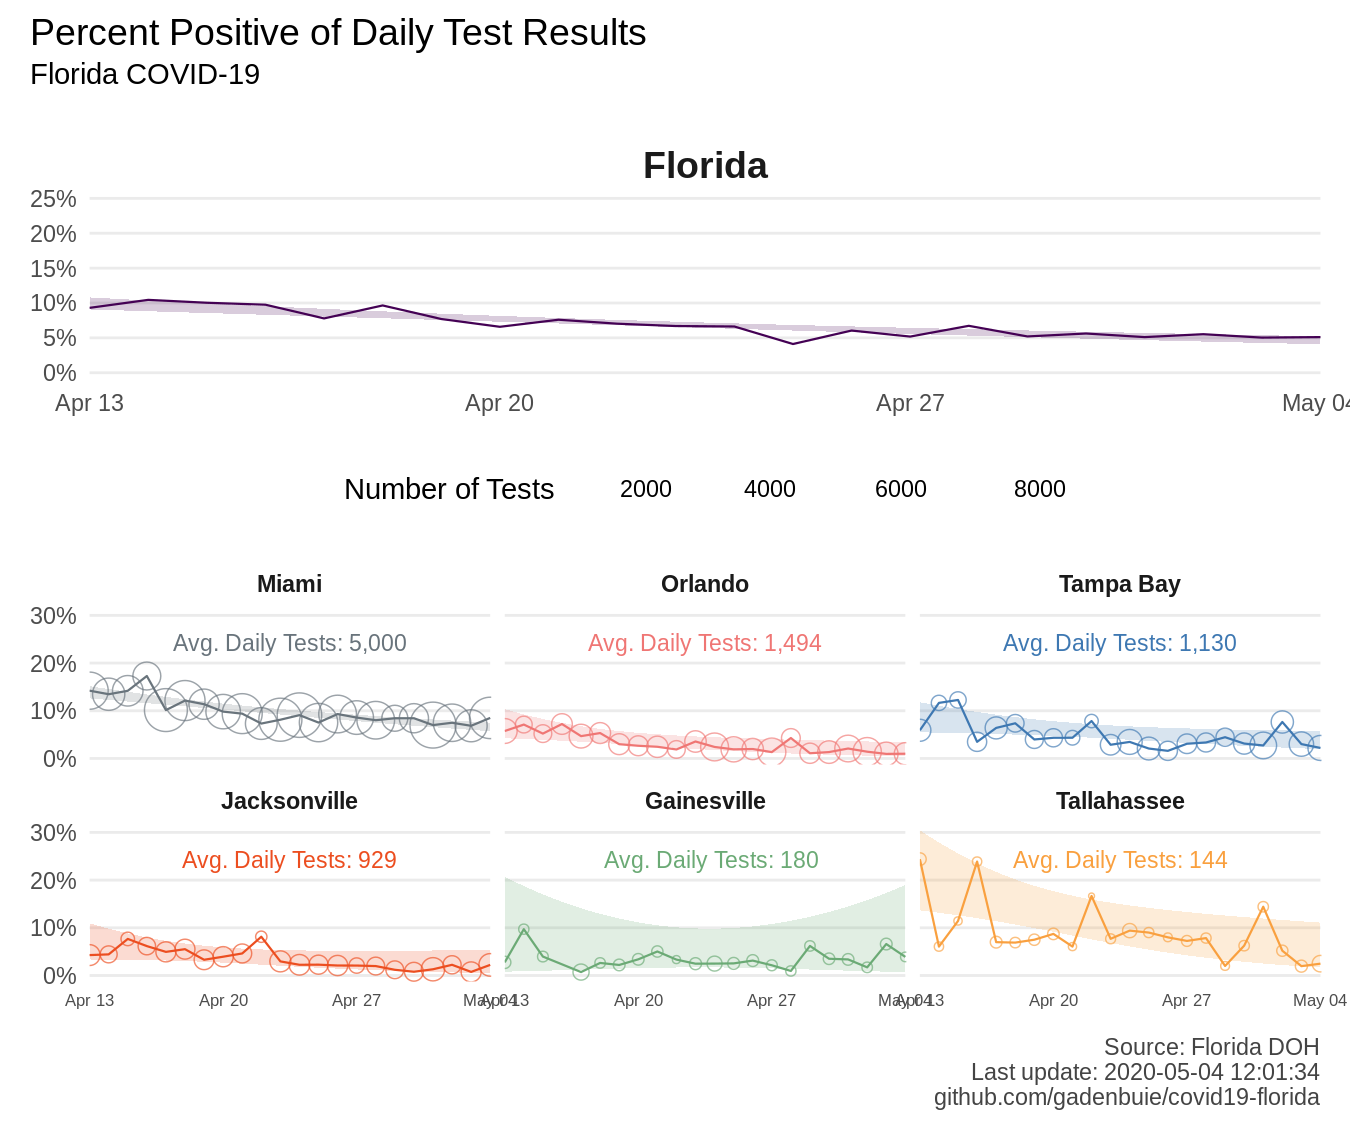 Percent Positive of Daily Test Results
Florida COVID-19
Florida
25%
20%
15%
10%
5%
0%
Apr 13 Apr 20 Apr 27 May 04
Number of Tests 2000 4000 6000 8000
Miami Orlando Tampa Bay
30%
Avg. Daily Tests: 5,000 Avg. Daily Tests: 1,494 Avg. Daily Tests: 1,130
20%
10%
0%
Jacksonville Gainesville Tallahassee
30%
Avg. Daily Tests: 929 Avg. Daily Tests: 180 Avg. Daily Tests: 144
20%
10%
0%
Apr 13 Apr 20 Apr 27 May 04 Apr 13 Apr 20 Apr 27 May 04 Apr 13 Apr 20 Apr 27 May 04
Source: Florida DOH
Last update: 2020-05-04 12:01:34
github.com/gadenbuie/covid19-florida